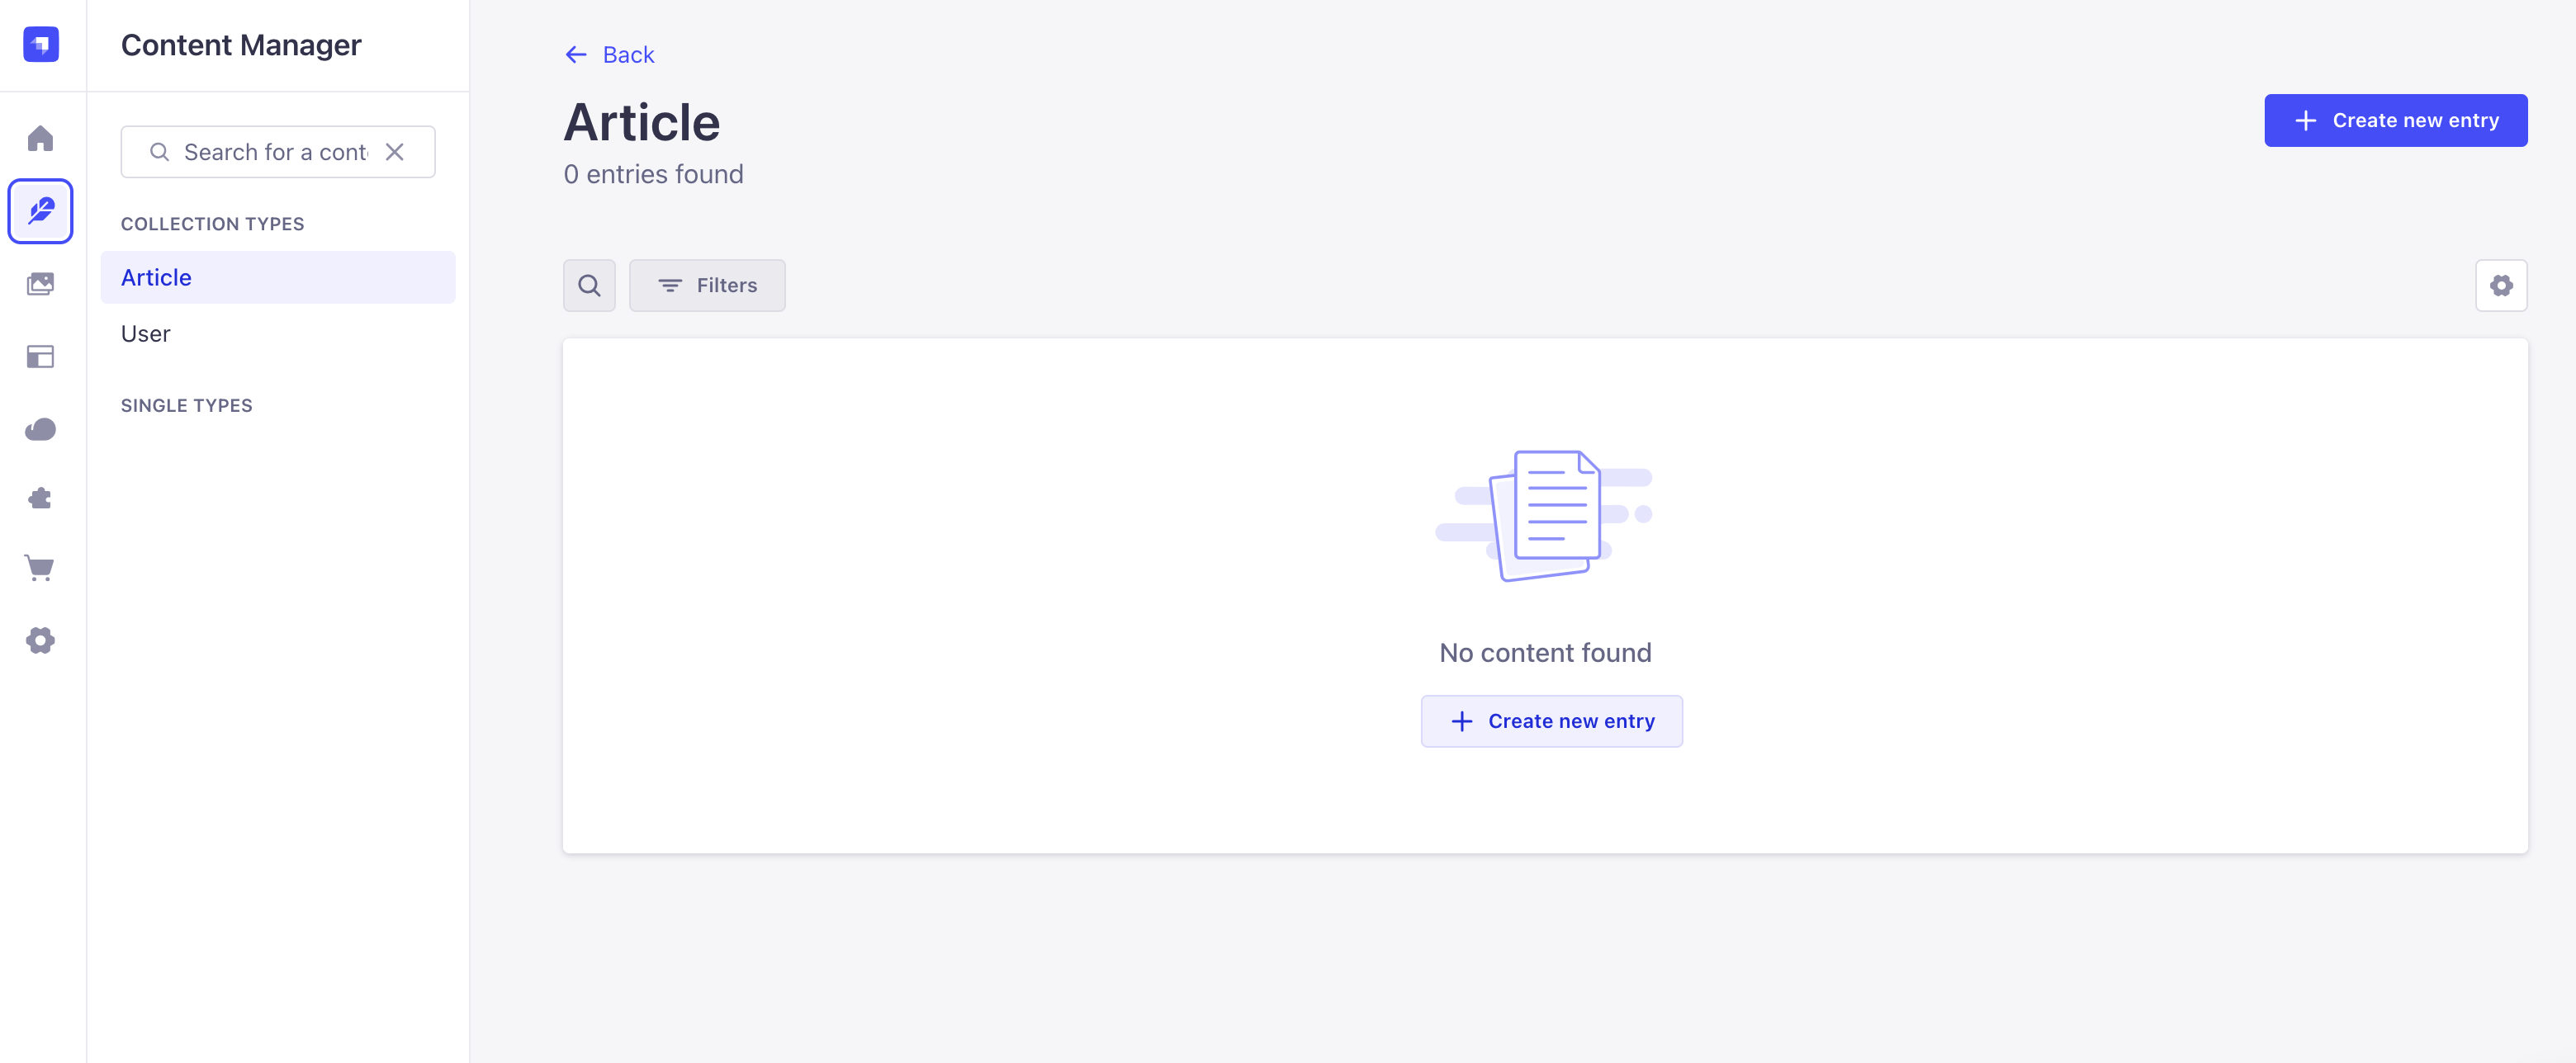 Content Manager
Search for a cont
COLLECTION TYPES
Article
User
SINGLE TYPES
Back
Article
0 entries found
Create new entry
Filters
No content found
Create new entry